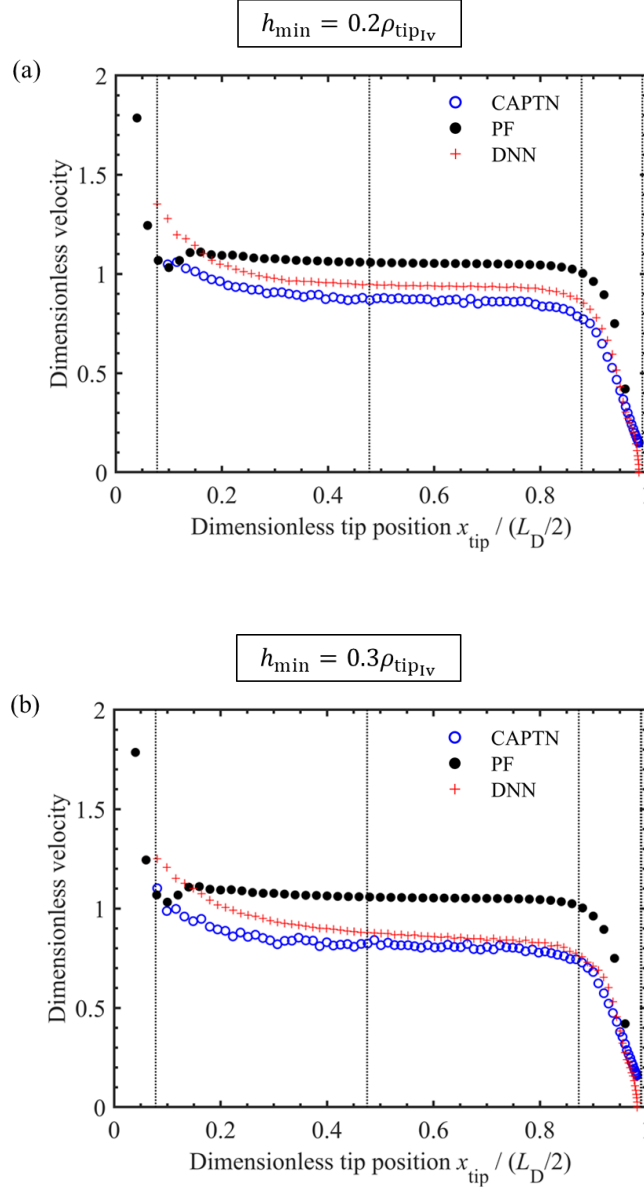 h_min = 0.2ρ_tip_Iv
(a)
2
1.5
1
0.5
0
CAPTN
PF
DNN
Dimensionless velocity
0 0.2 0.4 0.6 0.8
Dimensionless tip position x_tip / (L_D/2)
h_min = 0.3ρ_tip_Iv
(b)
2
1.5
1
0.5
0
CAPTN
PF
DNN
Dimensionless velocity
0 0.2 0.4 0.6 0.8
Dimensionless tip position x_tip / (L_D/2)